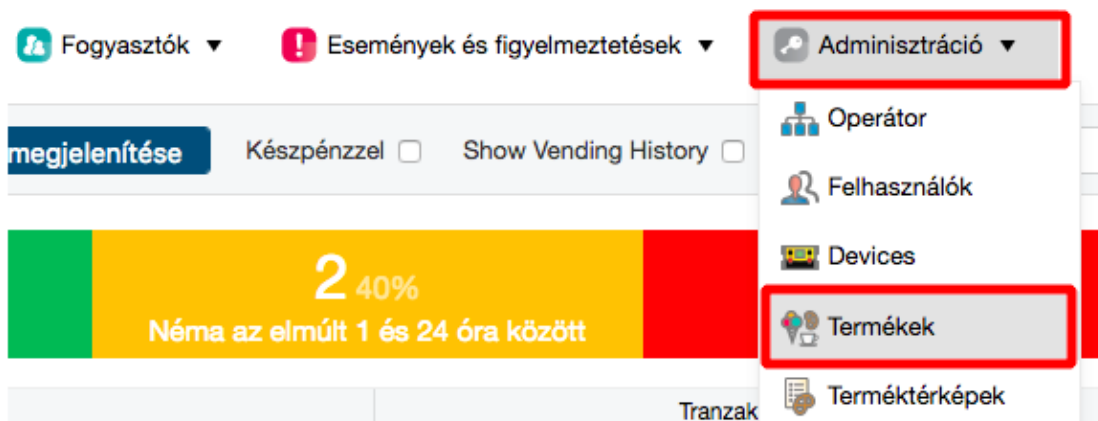 Fogyasztók ▼ Események és figyelmeztetések ▼ Adminisztráció ▼
Operátor
megjelenítése Készpénzzel Show Vending History
Felhasználók
Devices
2 40%
Néma az elmúlt 1 és 24 óra között
Termékek
Terméktérképek
Tranzak